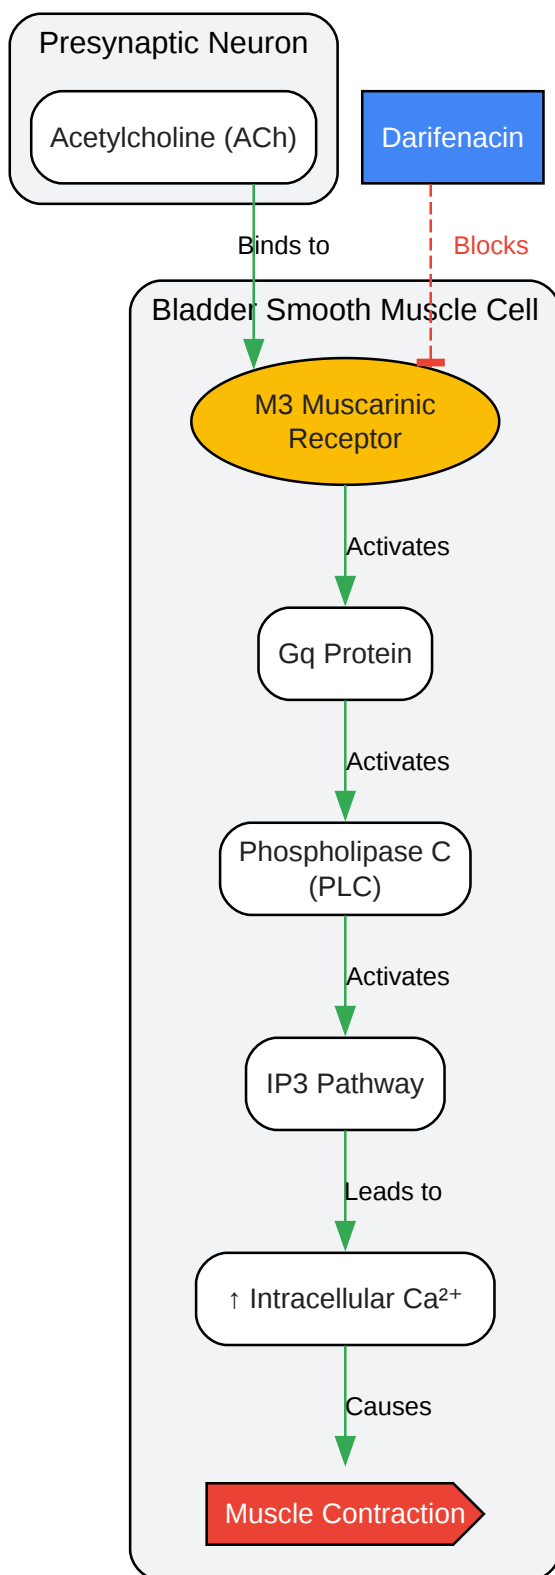 Presynaptic Neuron
Acetylcholine (ACh)
Darifenacin
Binds to
Blocks
Bladder Smooth Muscle Cell
M3 Muscarinic
Receptor
Activates
Gq Protein
Activates
Phospholipase C
(PLC)
Activates
IP3 Pathway
Leads to
↑ Intracellular Ca²⁺
Causes
Muscle Contraction